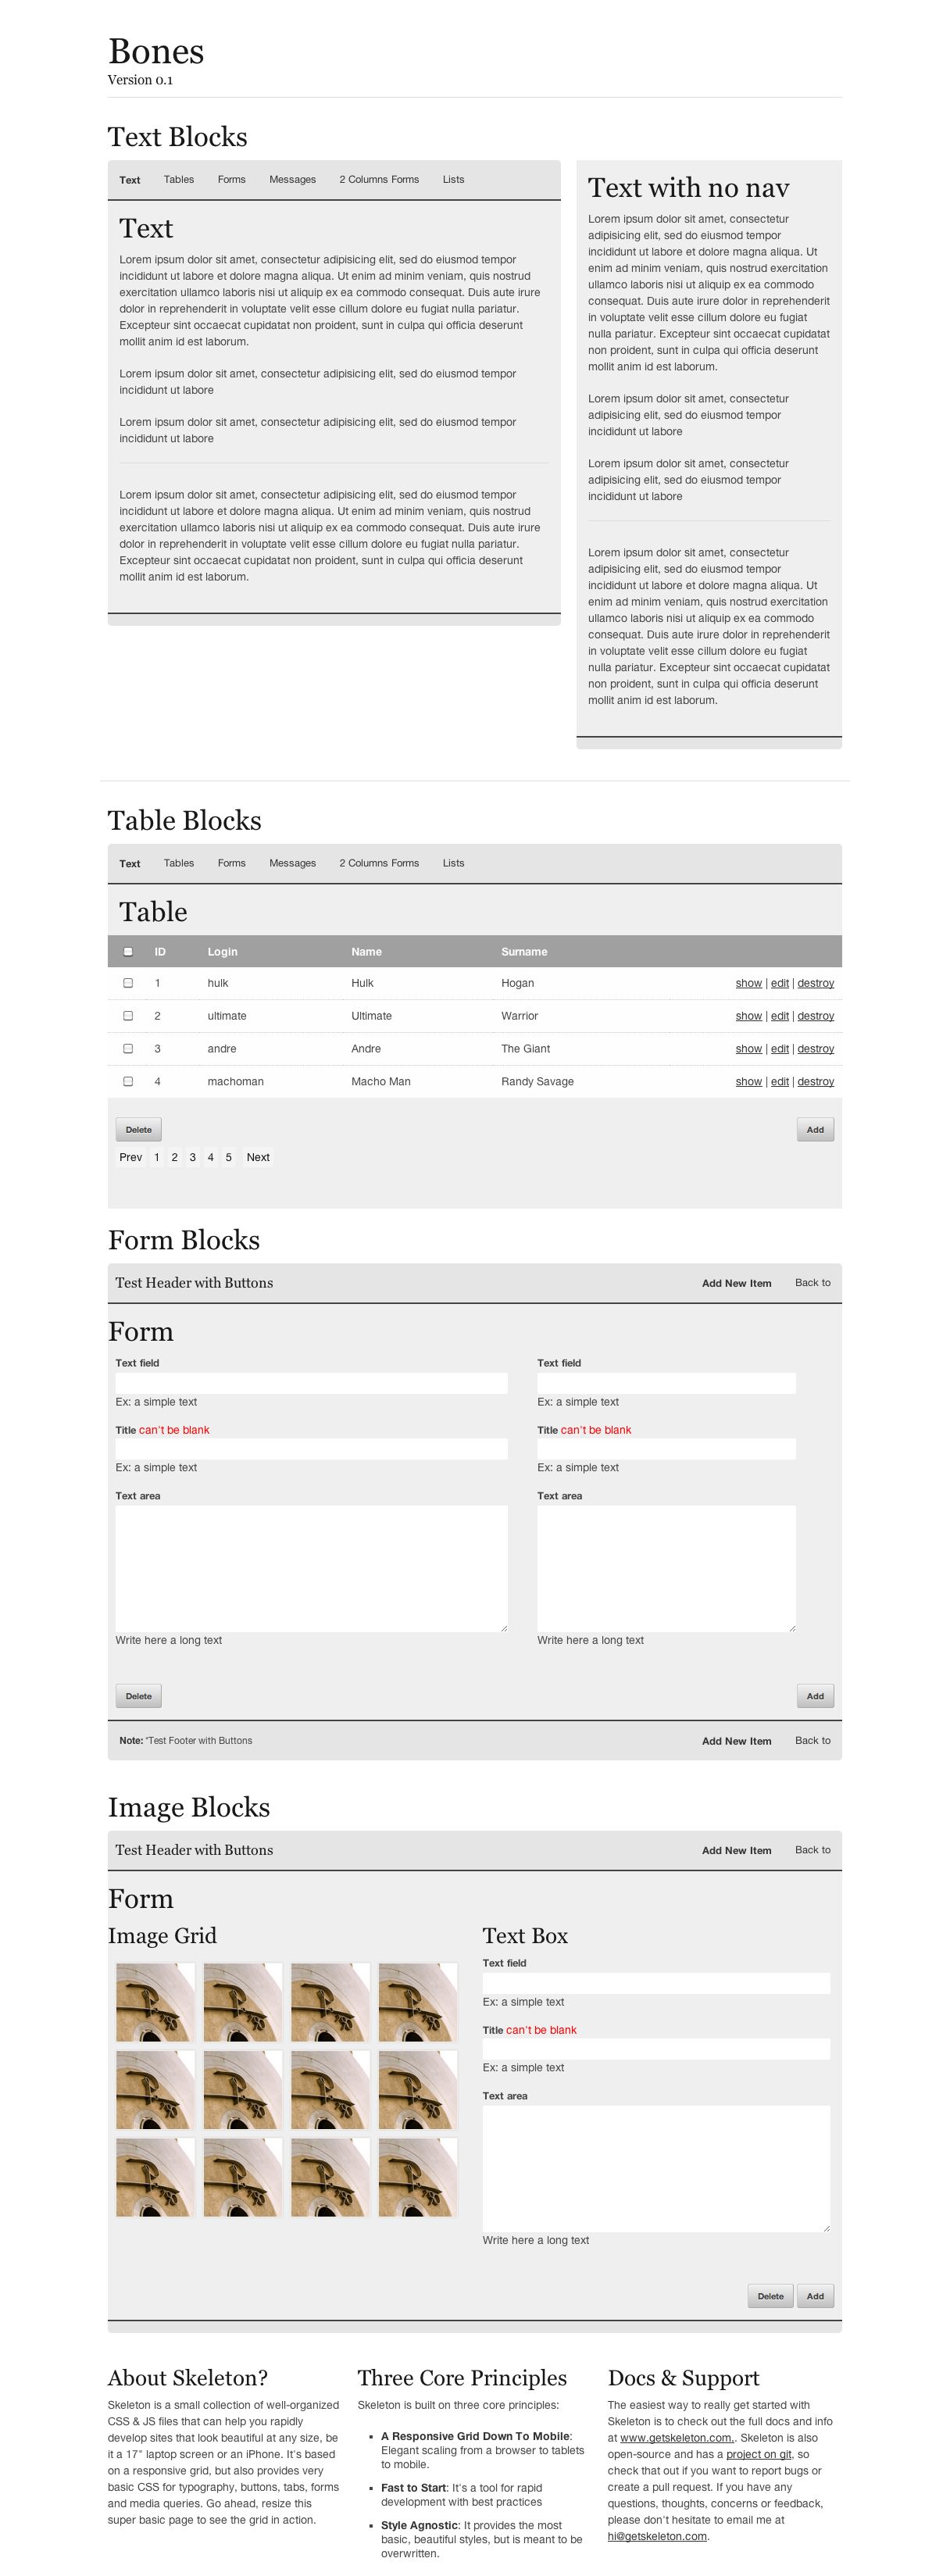 Bones
Version 0.1
Text Blocks
Text Tables Forms Messages 2 Columns Forms Lists
Text
Lorem ipsum dolor sit amet, consectetur adipisicing elit, sed do eiusmod tempor
incididunt ut labore et dolore magna aliqua. Ut enim ad minim veniam, quis nostrud
exercitation ullamco laboris nisi ut aliquip ex ea commodo consequat. Duis aute irure
dolor in reprehenderit in voluptate velit esse cillum dolore eu fugiat nulla pariatur.
Excepteur sint occaecat cupidatat non proident, sunt in culpa qui officia deserunt
mollit anim id est laborum.
Lorem ipsum dolor sit amet, consectetur adipisicing elit, sed do eiusmod tempor
incididunt ut labore
Lorem ipsum dolor sit amet, consectetur adipisicing elit, sed do eiusmod tempor
incididunt ut labore
Lorem ipsum dolor sit amet, consectetur adipisicing elit, sed do eiusmod tempor
incididunt ut labore et dolore magna aliqua. Ut enim ad minim veniam, quis nostrud
exercitation ullamco laboris nisi ut aliquip ex ea commodo consequat. Duis aute irure
dolor in reprehenderit in voluptate velit esse cillum dolore eu fugiat nulla pariatur.
Excepteur sint occaecat cupidatat non proident, sunt in culpa qui officia deserunt
mollit anim id est laborum.
Text with no nav
Lorem ipsum dolor sit amet, consectetur
adipisicing elit, sed do eiusmod tempor
incididunt ut labore et dolore magna aliqua. Ut
enim ad minim veniam, quis nostrud exercitation
ullamco laboris nisi ut aliquip ex ea commodo
consequat. Duis aute irure dolor in reprehenderit
in voluptate velit esse cillum dolore eu fugiat
nulla pariatur. Excepteur sint occaecat cupidatat
non proident, sunt in culpa qui officia deserunt
mollit anim id est laborum.
Lorem ipsum dolor sit amet, consectetur
adipisicing elit, sed do eiusmod tempor
incididunt ut labore
Lorem ipsum dolor sit amet, consectetur
adipisicing elit, sed do eiusmod tempor
incididunt ut labore
Lorem ipsum dolor sit amet, consectetur
adipisicing elit, sed do eiusmod tempor
incididunt ut labore et dolore magna aliqua. Ut
enim ad minim veniam, quis nostrud exercitation
ullamco laboris nisi ut aliquip ex ea commodo
consequat. Duis aute irure dolor in reprehenderit
in voluptate velit esse cillum dolore eu fugiat
nulla pariatur. Excepteur sint occaecat cupidatat
non proident, sunt in culpa qui officia deserunt
mollit anim id est laborum.
Table Blocks
Text Tables Forms Messages 2 Columns Forms Lists
Table
ID Login Name Surname
1 hulk Hulk Hogan show | edit | destroy
2 ultimate Ultimate Warrior show | edit | destroy
3 andre Andre The Giant show | edit | destroy
4 machoman Macho Man Randy Savage show | edit | destroy
Delete Add
Prev 1 2 3 4 5 Next
Form Blocks
Test Header with Buttons Add New Item Back to
Form
Text field
Ex: a simple text
Title can't be blank
Ex: a simple text
Text area
Write here a long text
Text field
Ex: a simple text
Title can't be blank
Ex: a simple text
Text area
Write here a long text
Delete Add
Note: *Test Footer with Buttons Add New Item Back to
Image Blocks
Test Header with Buttons Add New Item Back to
Form
Image Grid
Text Box
Text field
Ex: a simple text
Title can't be blank
Ex: a simple text
Text area
Write here a long text
Delete Add
About Skeleton?
Skeleton is a small collection of well-organized
CSS & JS files that can help you rapidly
develop sites that look beautiful at any size, be
it a 17" laptop screen or an iPhone. It's based
on a responsive grid, but also provides very
basic CSS for typography, buttons, tabs, forms
and media queries. Go ahead, resize this
super basic page to see the grid in action.
Three Core Principles
Skeleton is built on three core principles:
▪ A Responsive Grid Down To Mobile:
Elegant scaling from a browser to tablets
to mobile.
▪ Fast to Start: It's a tool for rapid
development with best practices
▪ Style Agnostic: It provides the most
basic, beautiful styles, but is meant to be
overwritten.
Docs & Support
The easiest way to really get started with
Skeleton is to check out the full docs and info
at www.getskeleton.com.. Skeleton is also
open-source and has a project on git, so
check that out if you want to report bugs or
create a pull request. If you have any
questions, thoughts, concerns or feedback,
please don't hesitate to email me at
hi@getskeleton.com.